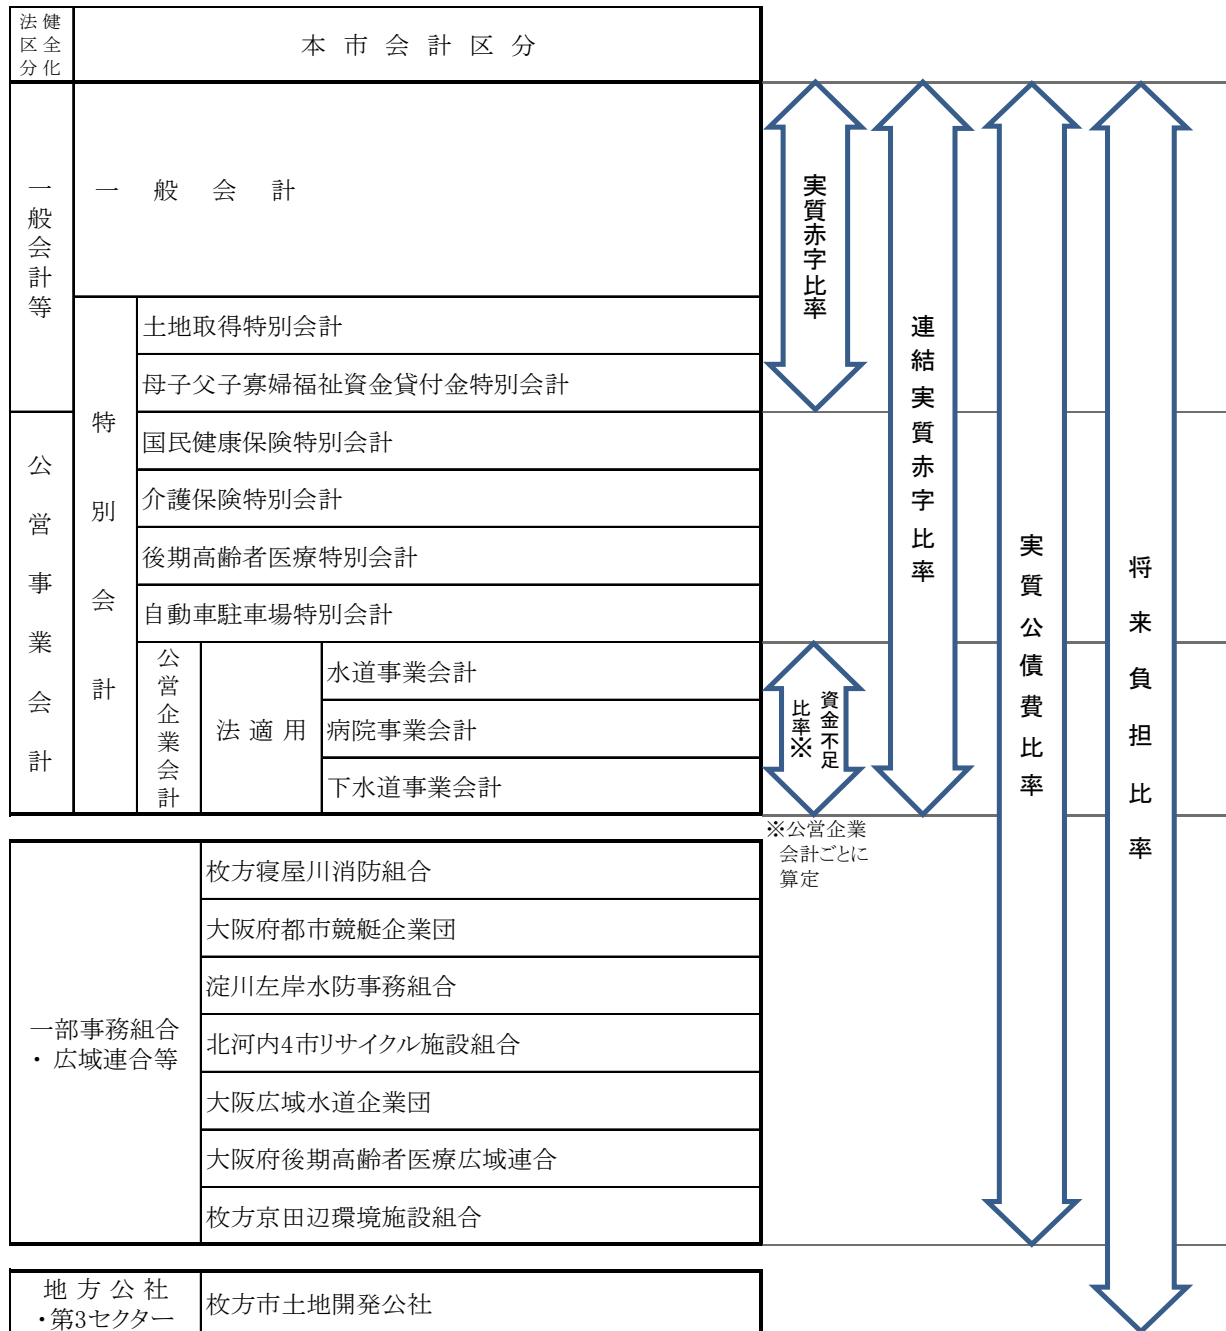 健全化
法区分
本市会計区分
一般会計等
一般会計
特別会計
土地取得特別会計
母子父子寡婦福祉資金貸付金特別会計
公営事業会計
国民健康保険特別会計
介護保険特別会計
後期高齢者医療特別会計
自動車駐車場特別会計
公営企業会計
法適用
水道事業会計
病院事業会計
下水道事業会計
実質赤字比率
連結実質赤字比率
実質公債費比率
将来負担比率
資金不足
比率※
※公営企業
会計ごとに
算定
一部事務組合
・広域連合等
枚方寝屋川消防組合
大阪府都市競艇企業団
淀川左岸水防事務組合
北河内4市リサイクル施設組合
大阪広域水道企業団
大阪府後期高齢者医療広域連合
枚方京田辺環境施設組合
地方公社
・第3セクター
枚方市土地開発公社